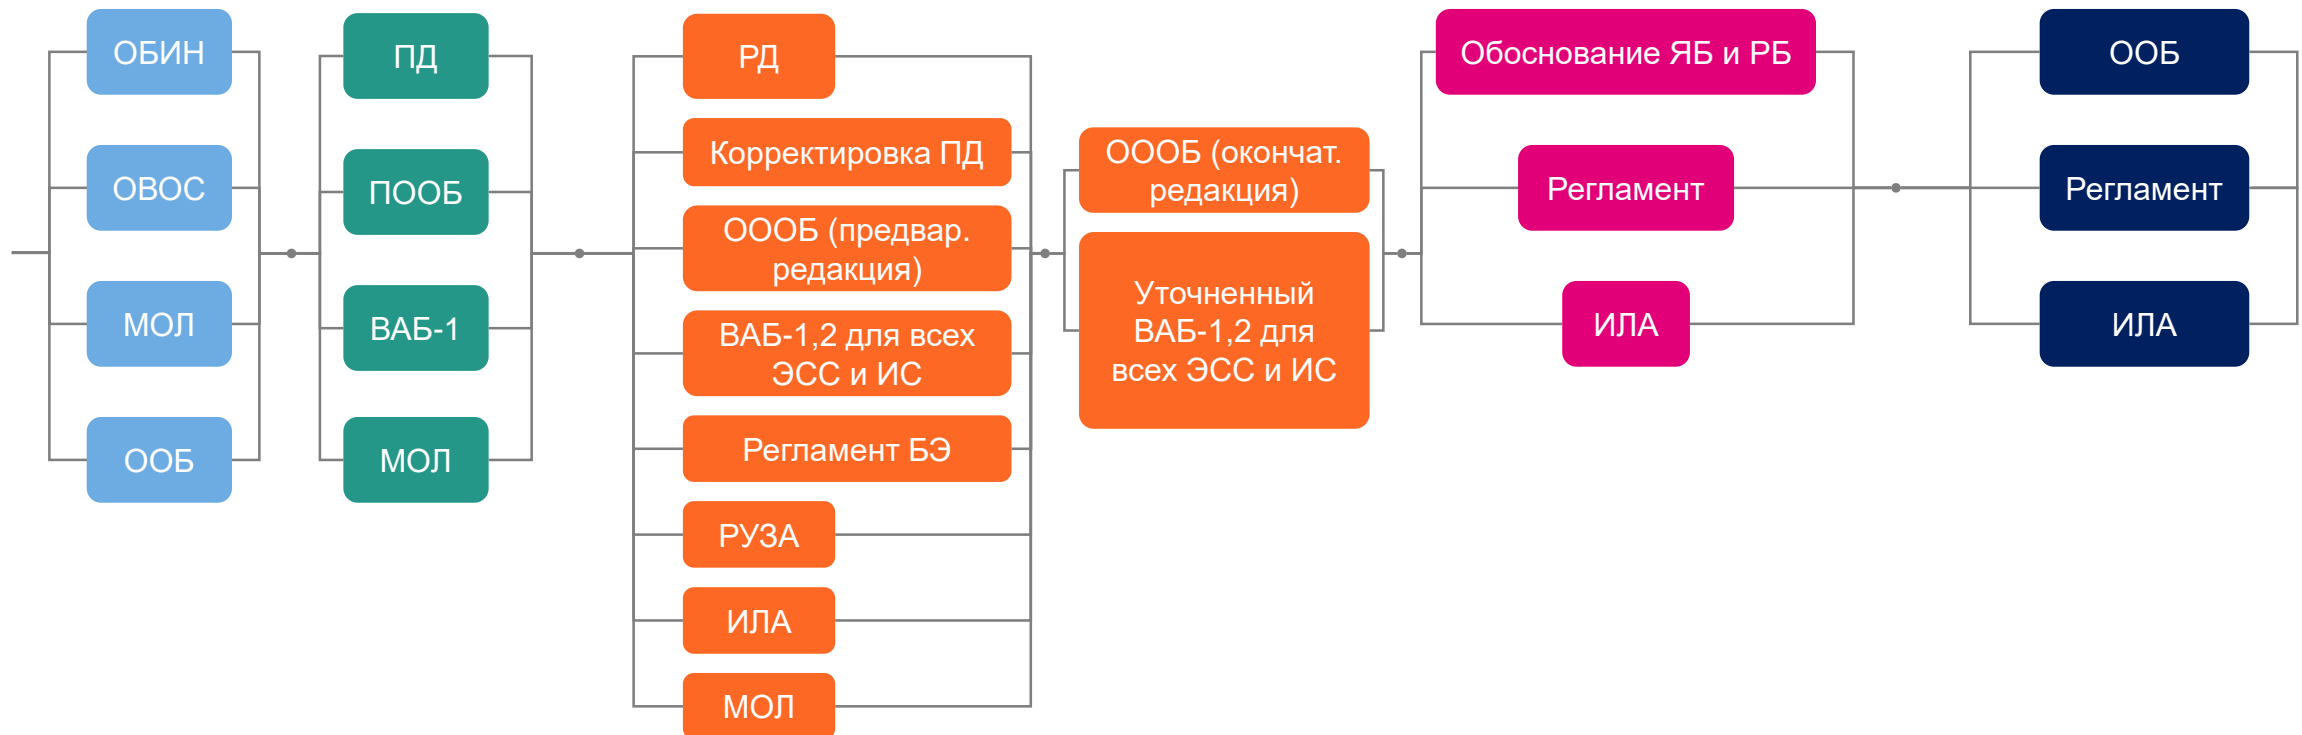 ОБИН
ОВОС
МОЛ
ООБ
ПД
ПООБ
ВАБ-1
МОЛ
РД
Корректировка ПД
ОООБ (предвар.
редакция)
ВАБ-1,2 для всех
ЭСС и ИС
Регламент БЭ
РУЗА
ИЛА
МОЛ
ОООБ (окончат.
редакция)
Уточненный
ВАБ-1,2 для
всех ЭСС и ИС
Обоснование ЯБ и РБ
Регламент
ИЛА
ООБ
Регламент
ИЛА